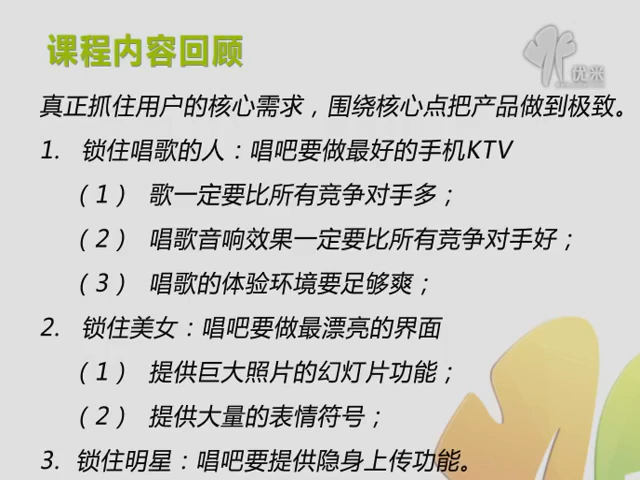 课程内容回顾
优米
真正抓住用户的核心需求，围绕核心点把产品做到极致。
1. 锁住唱歌的人：唱吧要做最好的手机KTV
（1） 歌一定要比所有竞争对手多；
（2） 唱歌音响效果一定要比所有竞争对手好；
（3） 唱歌的体验环境要足够爽；
2. 锁住美女：唱吧要做最漂亮的界面
（1） 提供巨大照片的幻灯片功能；
（2） 提供大量的表情符号；
3. 锁住明星：唱吧要提供隐身上传功能。